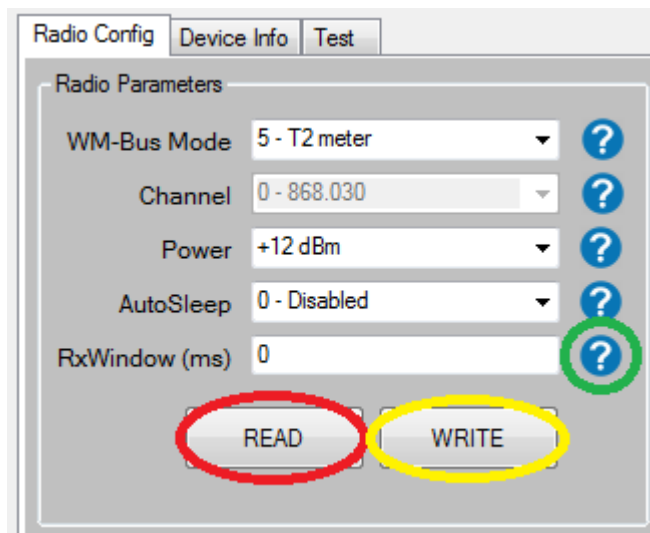 Radio Config Device Info Test
Radio Parameters
WM-Bus Mode 5 - T2 meter ?
Channel 0 - 868.030 ?
Power +12 dBm ?
AutoSleep 0 - Disabled ?
RxWindow (ms) 0 ?
READ WRITE